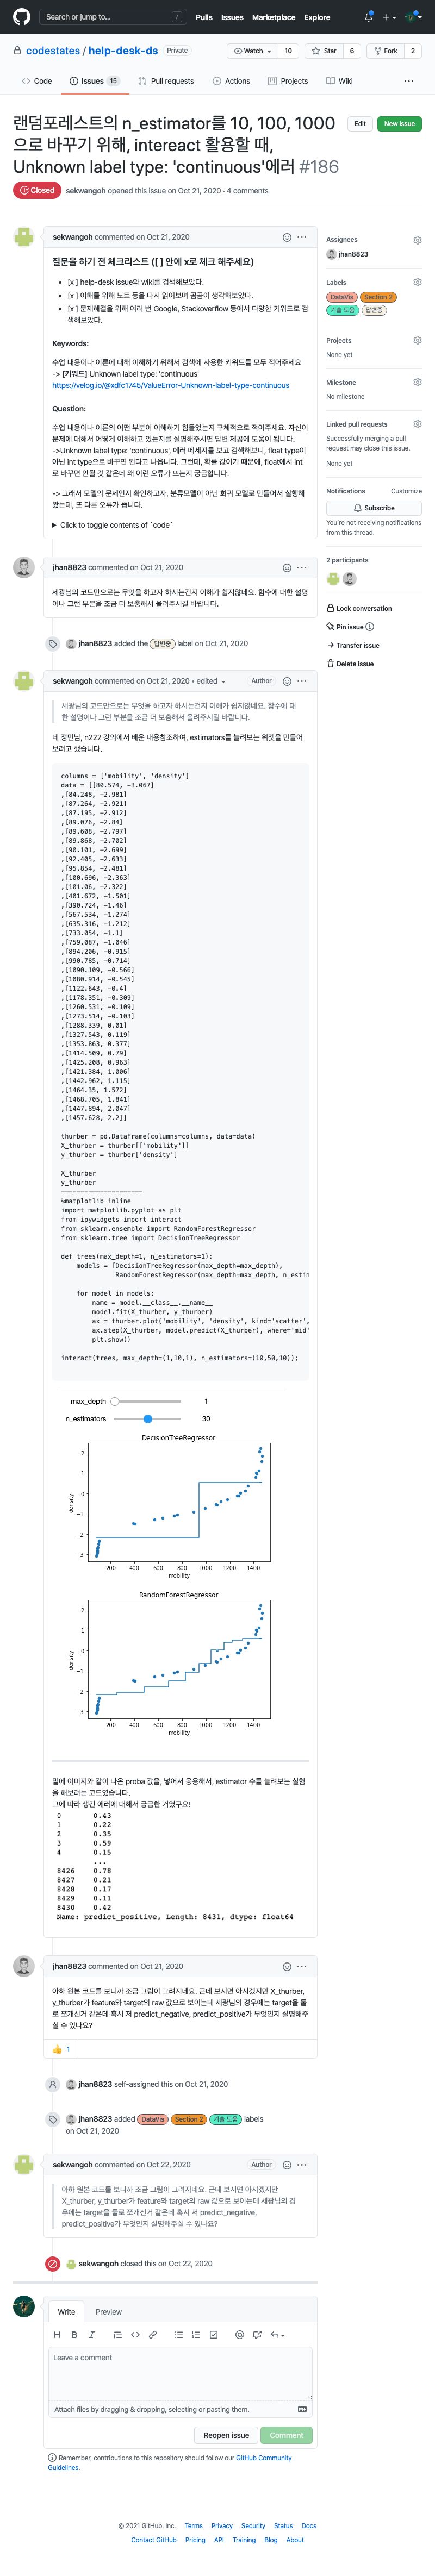 Search or jump to... /
Pulls Issues Marketplace Explore
codestates / help-desk-ds Private
Watch 10 Star 6 Fork 2
Code Issues 15 Pull requests Actions Projects Wiki ...
랜덤포레스트의 n_estimator를 10, 100, 1000
으로 바꾸기 위해, intereact 활용할 때,
Unknown label type: 'continuous'에러 #186
Edit New issue
Closed sekwangoh opened this issue on Oct 21, 2020 · 4 comments
sekwangoh commented on Oct 21, 2020
질문을 하기 전 체크리스트 ([ ] 안에 x로 체크 해주세요)
[x ] help-desk issue와 wiki를 검색해보았다.
[x ] 이해를 위해 노트 등을 다시 읽어보며 곰곰이 생각해보았다.
[x ] 문제해결을 위해 여러 번 Google, Stackoverflow 등에서 다양한 키워드로 검
색해보았다.
Keywords:
수업 내용이나 이론에 대해 이해하기 위해서 검색에 사용한 키워드를 모두 적어주세요
-> [키워드] Unknown label type: 'continuous'
https://velog.io/@xdfc1745/ValueError-Unknown-label-type-continuous
Question:
수업 내용이나 이론의 어떤 부분이 이해하기 힘들었는지 구체적으로 적어주세요. 자신이
문제에 대해서 어떻게 이해하고 있는지를 설명해주시면 답변 제공에 도움이 됩니다.
->Unknown label type: 'continuous', 에러 메세지를 보고 검색해보니, float type이
아닌 int type으로 바꾸면 된다고 나옵니다. 그런데, 확률 값이기 때문에, float에서 int
로 바꾸면 안될 것 같은데 왜 이런 오류가 뜨는지 궁금합니다.
-> 그래서 모델의 문제인지 확인하고자, 분류모델이 아닌 회귀 모델로 만들어서 실행해
봤는데, 또 다른 오류가 뜹니다.
Click to toggle contents of `code`
Assignees
jhan8823
Labels
DataVis Section 2
기술 도움 답변중
Projects
None yet
Milestone
No milestone
Linked pull requests
Successfully merging a pull
request may close this issue.
None yet
Notifications Customize
Subscribe
You're not receiving notifications
from this thread.
2 participants
Lock conversation
Pin issue
Transfer issue
Delete issue
jhan8823 commented on Oct 21, 2020
세광님의 코드만으로는 무엇을 하고자 하시는건지 이해가 쉽지않네요. 함수에 대한 설명
이나 그런 부분을 조금 더 보충해서 올려주시길 바랍니다.
jhan8823 added the 답변중 label on Oct 21, 2020
sekwangoh commented on Oct 21, 2020 • edited Author
세광님의 코드만으로는 무엇을 하고자 하시는건지 이해가 쉽지않네요. 함수에 대
한 설명이나 그런 부분을 조금 더 보충해서 올려주시길 바랍니다.
네 정민님, n222 강의에서 배운 내용참조하여, estimators를 늘려보는 위젯을 만들어
보려고 했습니다.
columns = ['mobility', 'density']
data = [[80.574, -3.067]
,[84.248, -2.981]
,[87.264, -2.921]
,[87.195, -2.912]
,[89.076, -2.84]
,[89.608, -2.797]
,[89.868, -2.702]
,[90.101, -2.699]
,[92.405, -2.633]
,[95.854, -2.481]
,[100.696, -2.363]
,[101.06, -2.322]
,[401.672, -1.501]
,[390.724, -1.46]
,[567.534, -1.274]
,[635.316, -1.212]
,[733.054, -1.1]
,[759.087, -1.046]
,[894.206, -0.915]
,[990.785, -0.714]
,[1090.109, -0.566]
,[1080.914, -0.545]
,[1122.643, -0.4]
,[1178.351, -0.309]
,[1260.531, -0.109]
,[1273.514, -0.103]
,[1288.339, 0.01]
,[1327.543, 0.119]
,[1353.863, 0.377]
,[1414.509, 0.79]
,[1425.208, 0.963]
,[1421.384, 1.006]
,[1442.962, 1.115]
,[1464.35, 1.572]
,[1468.705, 1.841]
,[1447.894, 2.047]
,[1457.628, 2.2]]
thurber = pd.DataFrame(columns=columns, data=data)
X_thurber = thurber[['mobility']]
y_thurber = thurber['density']
X_thurber
y_thurber
---------------------
%matplotlib inline
import matplotlib.pyplot as plt
from ipywidgets import interact
from sklearn.ensemble import RandomForestRegressor
from sklearn.tree import DecisionTreeRegressor
def trees(max_depth=1, n_estimators=1):
models = [DecisionTreeRegressor(max_depth=max_depth),
RandomForestRegressor(max_depth=max_depth, n_estim
for model in models:
name = model.__class__.__name__
model.fit(X_thurber, y_thurber)
ax = thurber.plot('mobility', 'density', kind='scatter',
ax.step(X_thurber, model.predict(X_thurber), where='mid'
plt.show()
interact(trees, max_depth=(1,10,1), n_estimators=(10,50,10));
max_depth 1
n_estimators 30
DecisionTreeRegressor
2
1
0
−1
−2
−3
density
200 400 600 800 1000 1200 1400
mobility
RandomForestRegressor
2
1
0
−1
−2
−3
density
200 400 600 800 1000 1200 1400
mobility
밑에 이미지와 같이 나온 proba 값을, 넣어서 응용해서, estimator 수를 늘려보는 실험
을 해보려는 코드였습니다.
그에 따라 생긴 에러에 대해서 궁금한 거였구요!
0 0.43
1 0.22
2 0.35
3 0.59
4 0.15
...
8426 0.78
8427 0.21
8428 0.17
8429 0.11
8430 0.42
Name: predict_positive, Length: 8431, dtype: float64
jhan8823 commented on Oct 21, 2020
아하 원본 코드를 보니까 조금 그림이 그려지네요. 근데 보시면 아시겠지만 X_thurber,
y_thurber가 feature와 target의 raw 값으로 보이는데 세광님의 경우에는 target을 둘
로 쪼개신거 같은데 혹시 저 predict_negative, predict_positive가 무엇인지 설명해주
실 수 있나요?
👍 1
jhan8823 self-assigned this on Oct 21, 2020
jhan8823 added DataVis Section 2 기술 도움 labels
on Oct 21, 2020
sekwangoh commented on Oct 22, 2020 Author
아하 원본 코드를 보니까 조금 그림이 그려지네요. 근데 보시면 아시겠지만
X_thurber, y_thurber가 feature와 target의 raw 값으로 보이는데 세광님의 경
우에는 target을 둘로 쪼개신거 같은데 혹시 저 predict_negative,
predict_positive가 무엇인지 설명해주실 수 있나요?
sekwangoh closed this on Oct 22, 2020
Write Preview
Leave a comment
Attach files by dragging & dropping, selecting or pasting them.
Reopen issue Comment
Remember, contributions to this repository should follow our GitHub Community
Guidelines.
© 2021 GitHub, Inc. Terms Privacy Security Status Docs
Contact GitHub Pricing API Training Blog About